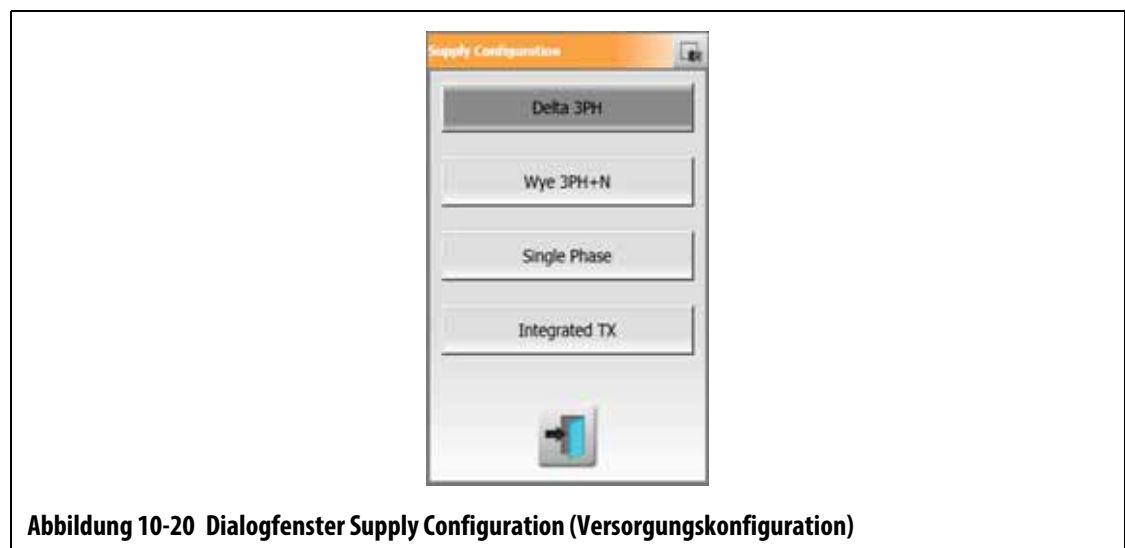 Supply Configuration
Delta 3PH
Wye 3PH+N
Single Phase
Integrated TX
Abbildung 10-20 Dialogfenster Supply Configuration (Versorgungskonfiguration)